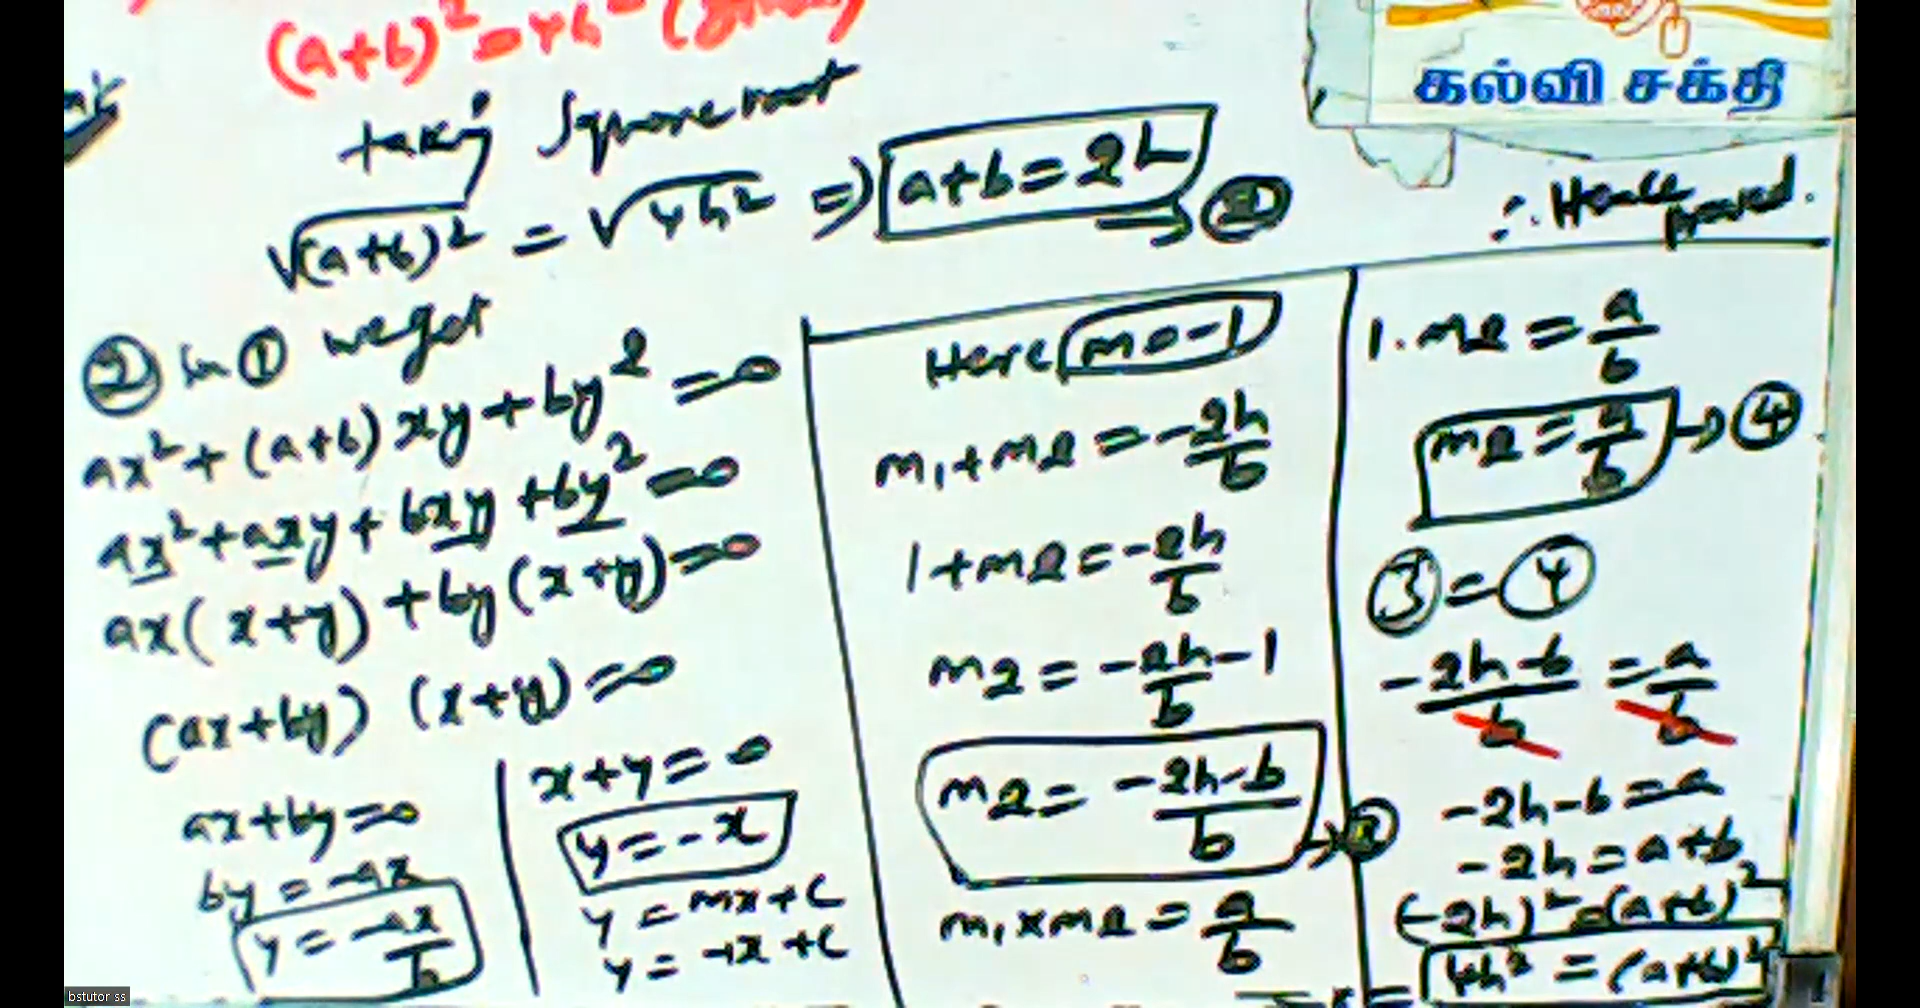 (a+b)² = 4h²
taking Square root
√(a+b)² = √4h² ⇒ a+b = 2h → ②
② in ① we get
ax² + (a+b) xy + by² = 0
ax² + axy + bxy + by² = 0
ax(x+y) + by(x+y) = 0
(ax+by) (x+y) = 0
ax+by = 0
by = -ax
y = -ax/b
x+y = 0
y = -x
y = mx+c
y = -1x+c
கல்வி சக்தி
∴ Hence proved.
Here m = -1
m₁+m2 = -2h/b
1+m2 = -2h/b
m2 = -2h/b - 1
m2 = (-2h-b)/b → ③
m₁×m2 = a/b
1.m2 = a/b
m2 = a/b → ④
③ = ④
(-2h-b)/b = a/b
-2h-b = a
-2h = a+b
(-2h)² = (a+b)²
4h² = (a+b)²
bstutor ss